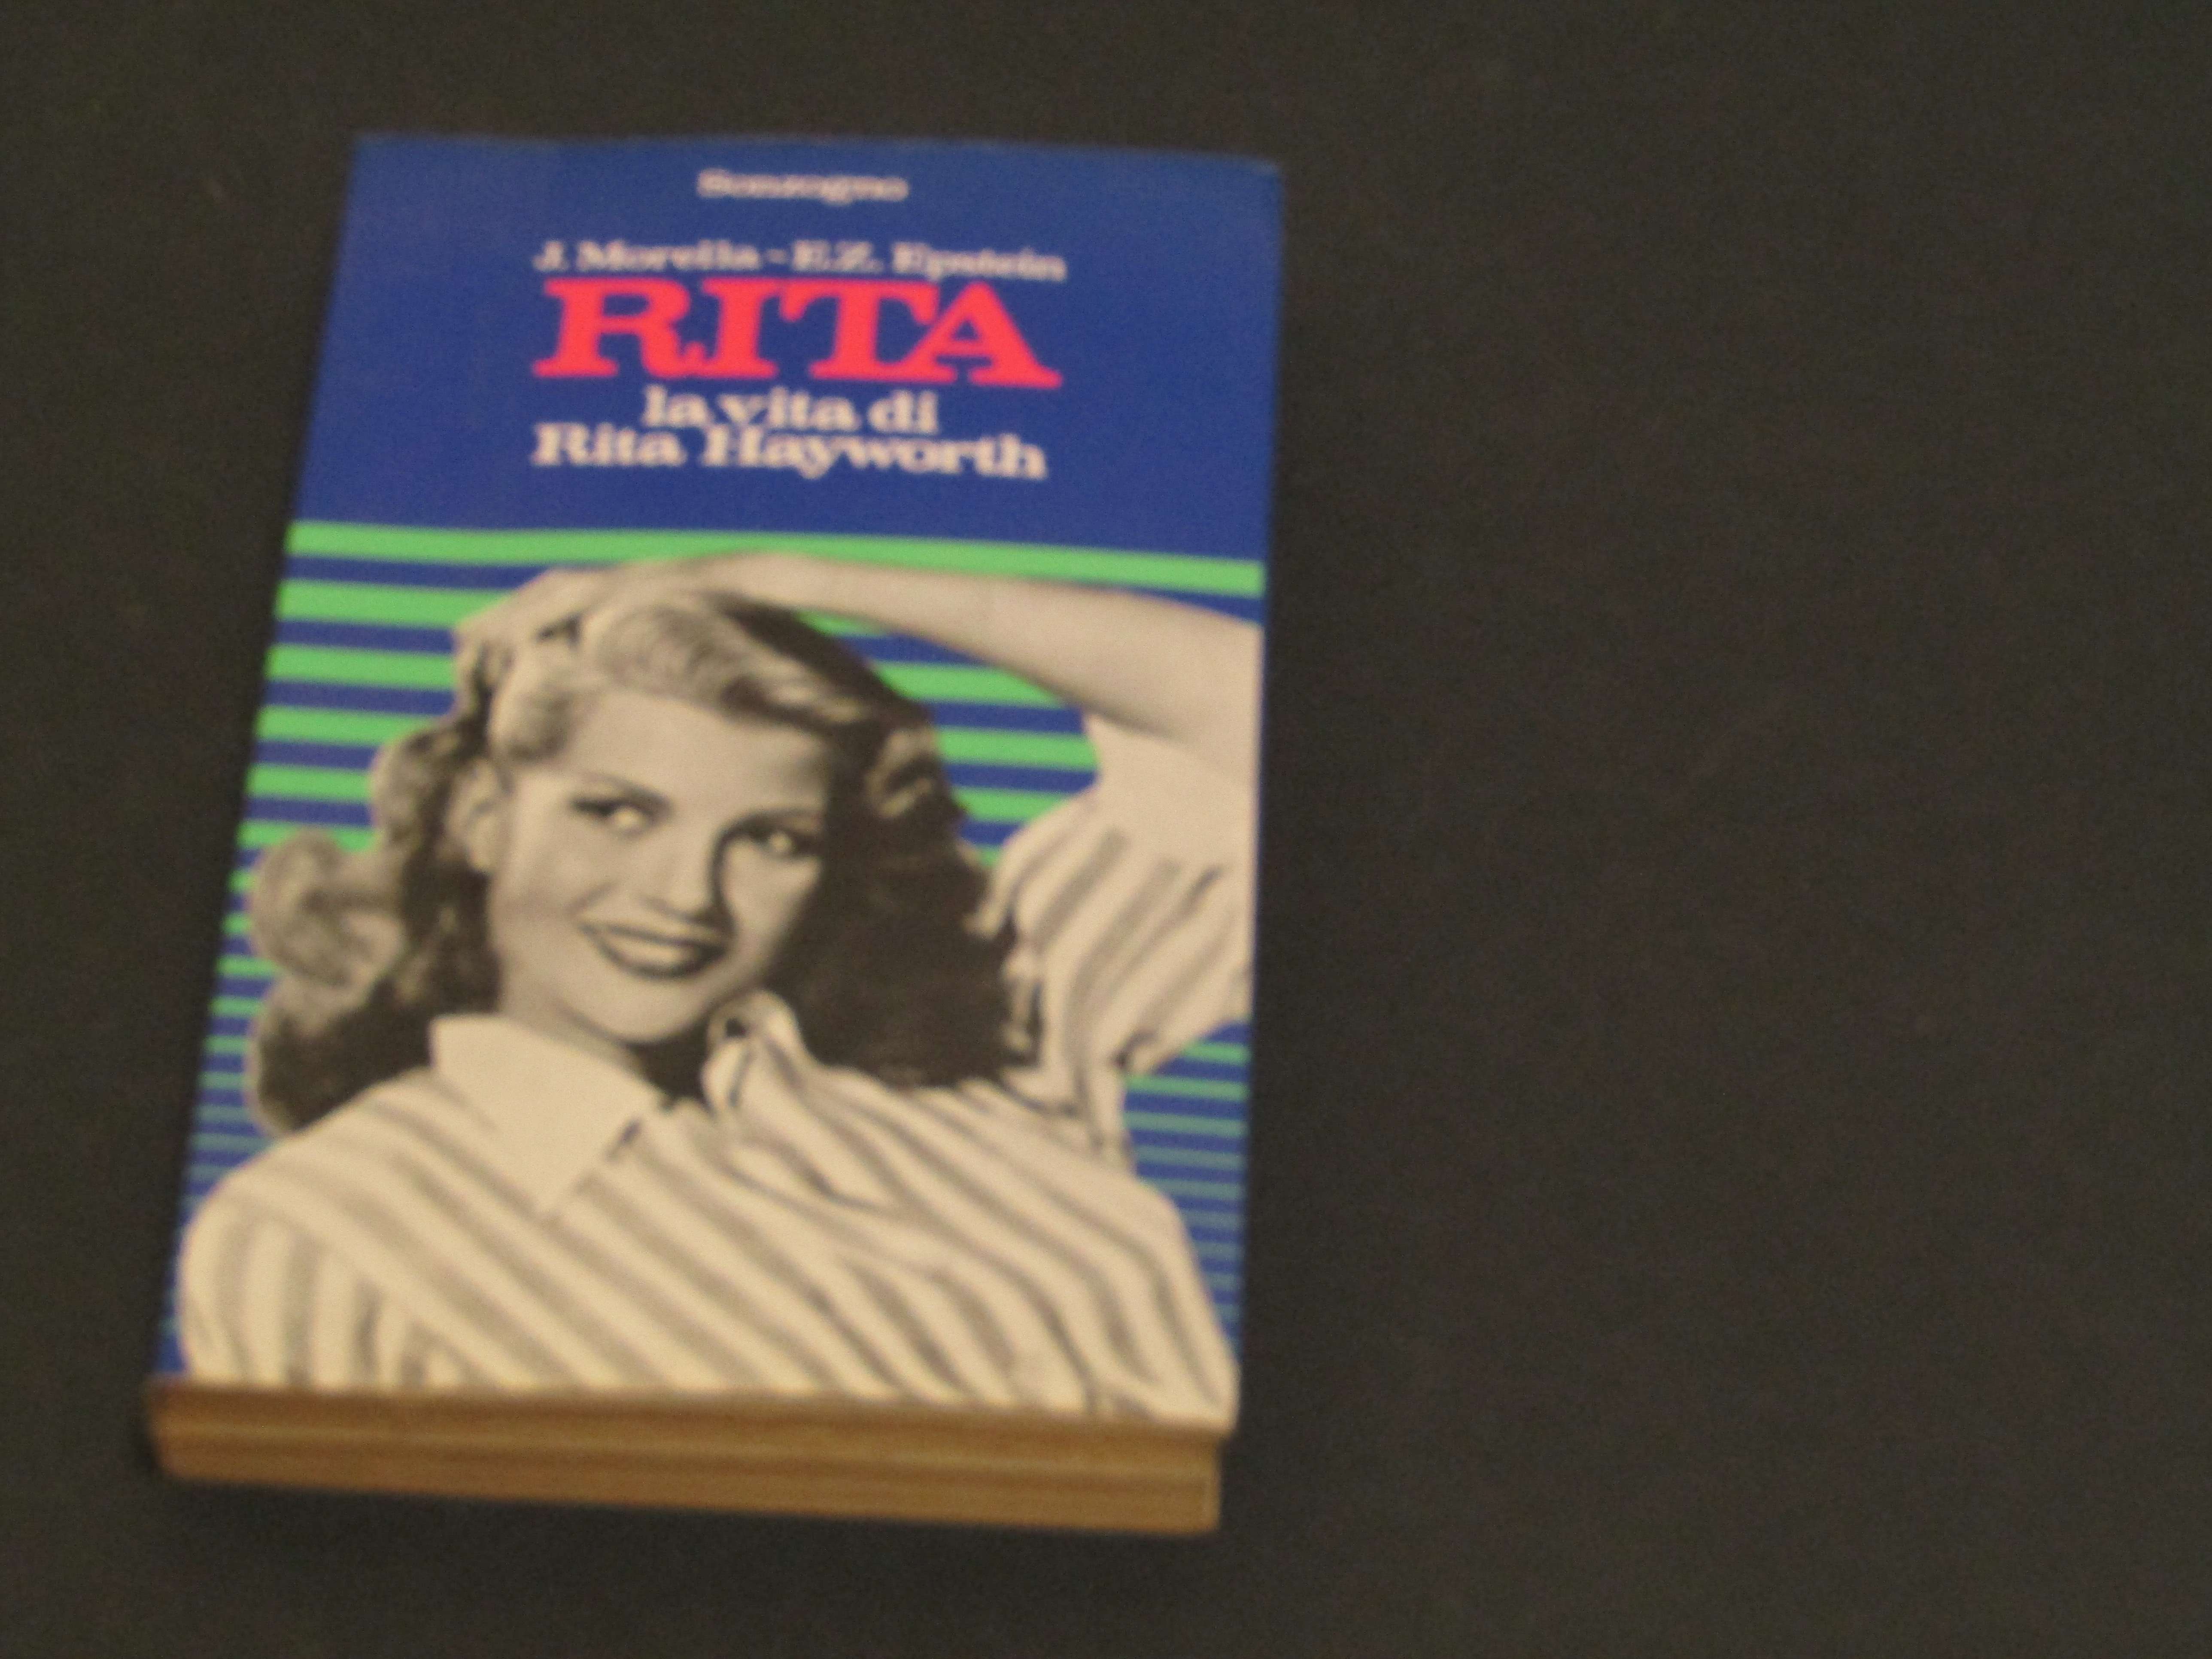 Sonzogno
J. Morella - E.Z. Epstein
RITA
la vita di
Rita Hayworth